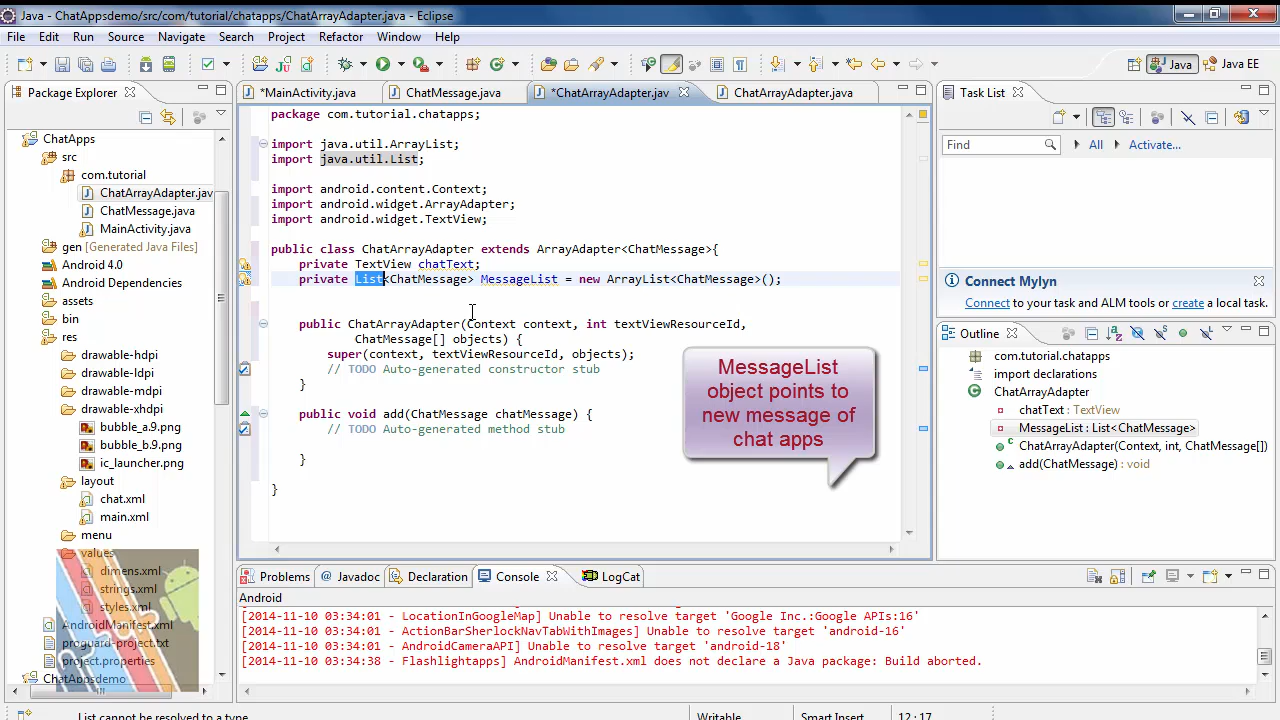 Java - ChatAppsdemo/src/com/tutorial/chatapps/ChatArrayAdapter.java - Eclipse
File Edit Run Source Navigate Search Project Refactor Window Help
Java Java EE
Package Explorer
ChatApps
src
com.tutorial
ChatArrayAdapter.jav
ChatMessage.java
MainActivity.java
gen [Generated Java Files]
Android 4.0
Android Dependencies
assets
bin
res
drawable-hdpi
drawable-ldpi
drawable-mdpi
drawable-xhdpi
bubble_a.9.png
bubble_b.9.png
ic_launcher.png
layout
chat.xml
main.xml
menu
values
dimens.xml
strings.xml
styles.xml
AndroidManifest.xml
proguard-project.txt
project.properties
ChatAppsdemo
*MainActivity.java ChatMessage.java *ChatArrayAdapter.jav ChatArrayAdapter.java
package com.tutorial.chatapps;
import java.util.ArrayList;
import java.util.List;
import android.content.Context;
import android.widget.ArrayAdapter;
import android.widget.TextView;
public class ChatArrayAdapter extends ArrayAdapter<ChatMessage>{
private TextView chatText;
private List<ChatMessage> MessageList = new ArrayList<ChatMessage>();
public ChatArrayAdapter(Context context, int textViewResourceId,
ChatMessage[] objects) {
super(context, textViewResourceId, objects);
// TODO Auto-generated constructor stub
}
public void add(ChatMessage chatMessage) {
// TODO Auto-generated method stub
}
}
MessageList
object points to
new message of
chat apps
Task List
Find All Activate...
Connect Mylyn
Connect to your task and ALM tools or create a local task.
Outline
com.tutorial.chatapps
import declarations
ChatArrayAdapter
chatText : TextView
MessageList : List<ChatMessage>
ChatArrayAdapter(Context, int, ChatMessage[])
add(ChatMessage) : void
Problems Javadoc Declaration Console LogCat
Android
[2014-11-10 03:34:01 - LocationInGoogleMap] Unable to resolve target 'Google Inc.:Google APIs:16'
[2014-11-10 03:34:01 - ActionBarSherlockNavTabWithImages] Unable to resolve target 'android-16'
[2014-11-10 03:34:01 - AndroidCameraAPI] Unable to resolve target 'android-18'
[2014-11-10 03:34:38 - Flashlightapps] AndroidManifest.xml does not declare a Java package: Build aborted.
List cannot be resolved to a type Writable Smart Insert 12 : 17